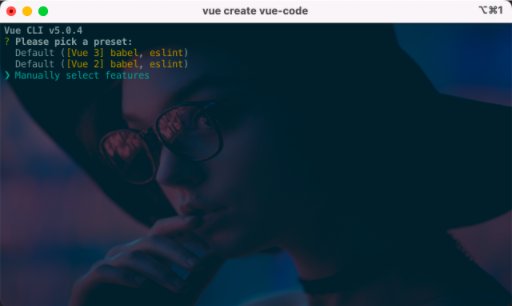 vue create vue-code
⌥⌘1
Vue CLI v5.0.4
? Please pick a preset:
Default ([Vue 3] babel, eslint)
Default ([Vue 2] babel, eslint)
❯ Manually select features